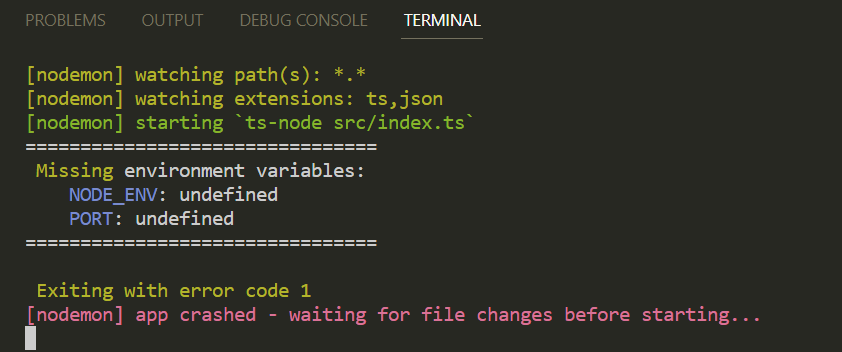 PROBLEMS OUTPUT DEBUG CONSOLE TERMINAL
[nodemon] watching path(s): *.*
[nodemon] watching extensions: ts,json
[nodemon] starting `ts-node src/index.ts`
================================
Missing environment variables:
NODE_ENV: undefined
PORT: undefined
================================
Exiting with error code 1
[nodemon] app crashed - waiting for file changes before starting...